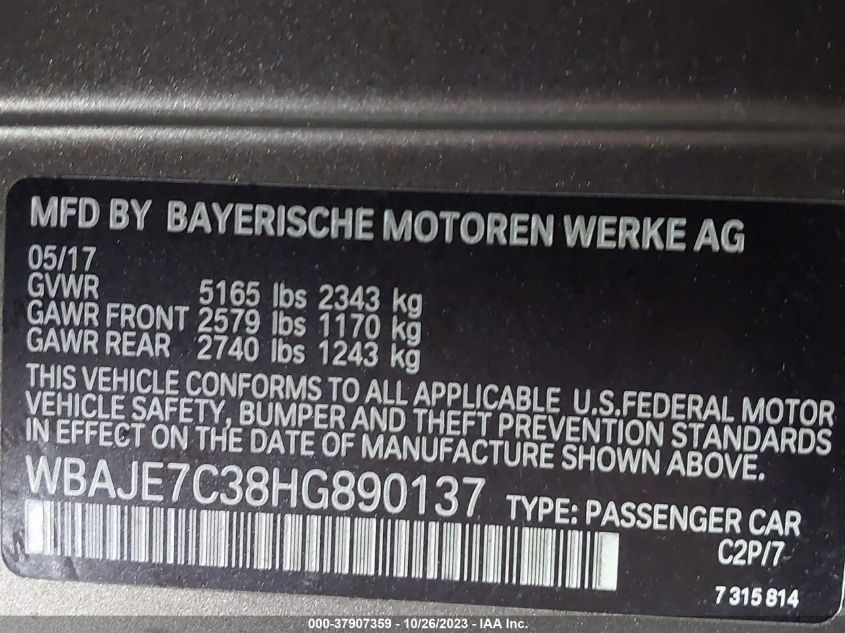 MFD BY BAYERISCHE MOTOREN WERKE AG
05/17
GVWR 5165 lbs 2343 kg
GAWR FRONT 2579 lbs 1170 kg
GAWR REAR 2740 lbs 1243 kg
THIS VEHICLE CONFORMS TO ALL APPLICABLE U.S.FEDERAL MOTOR
VEHICLE SAFETY, BUMPER AND THEFT PREVENTION STANDARDS
IN EFFECT ON THE DATE OF MANUFACTURE SHOWN ABOVE.
WBAJE7C38HG890137 TYPE: PASSENGER CAR
C2P/7
7 315 814
000-37907359 | 10/26/2023 | IAA Inc.